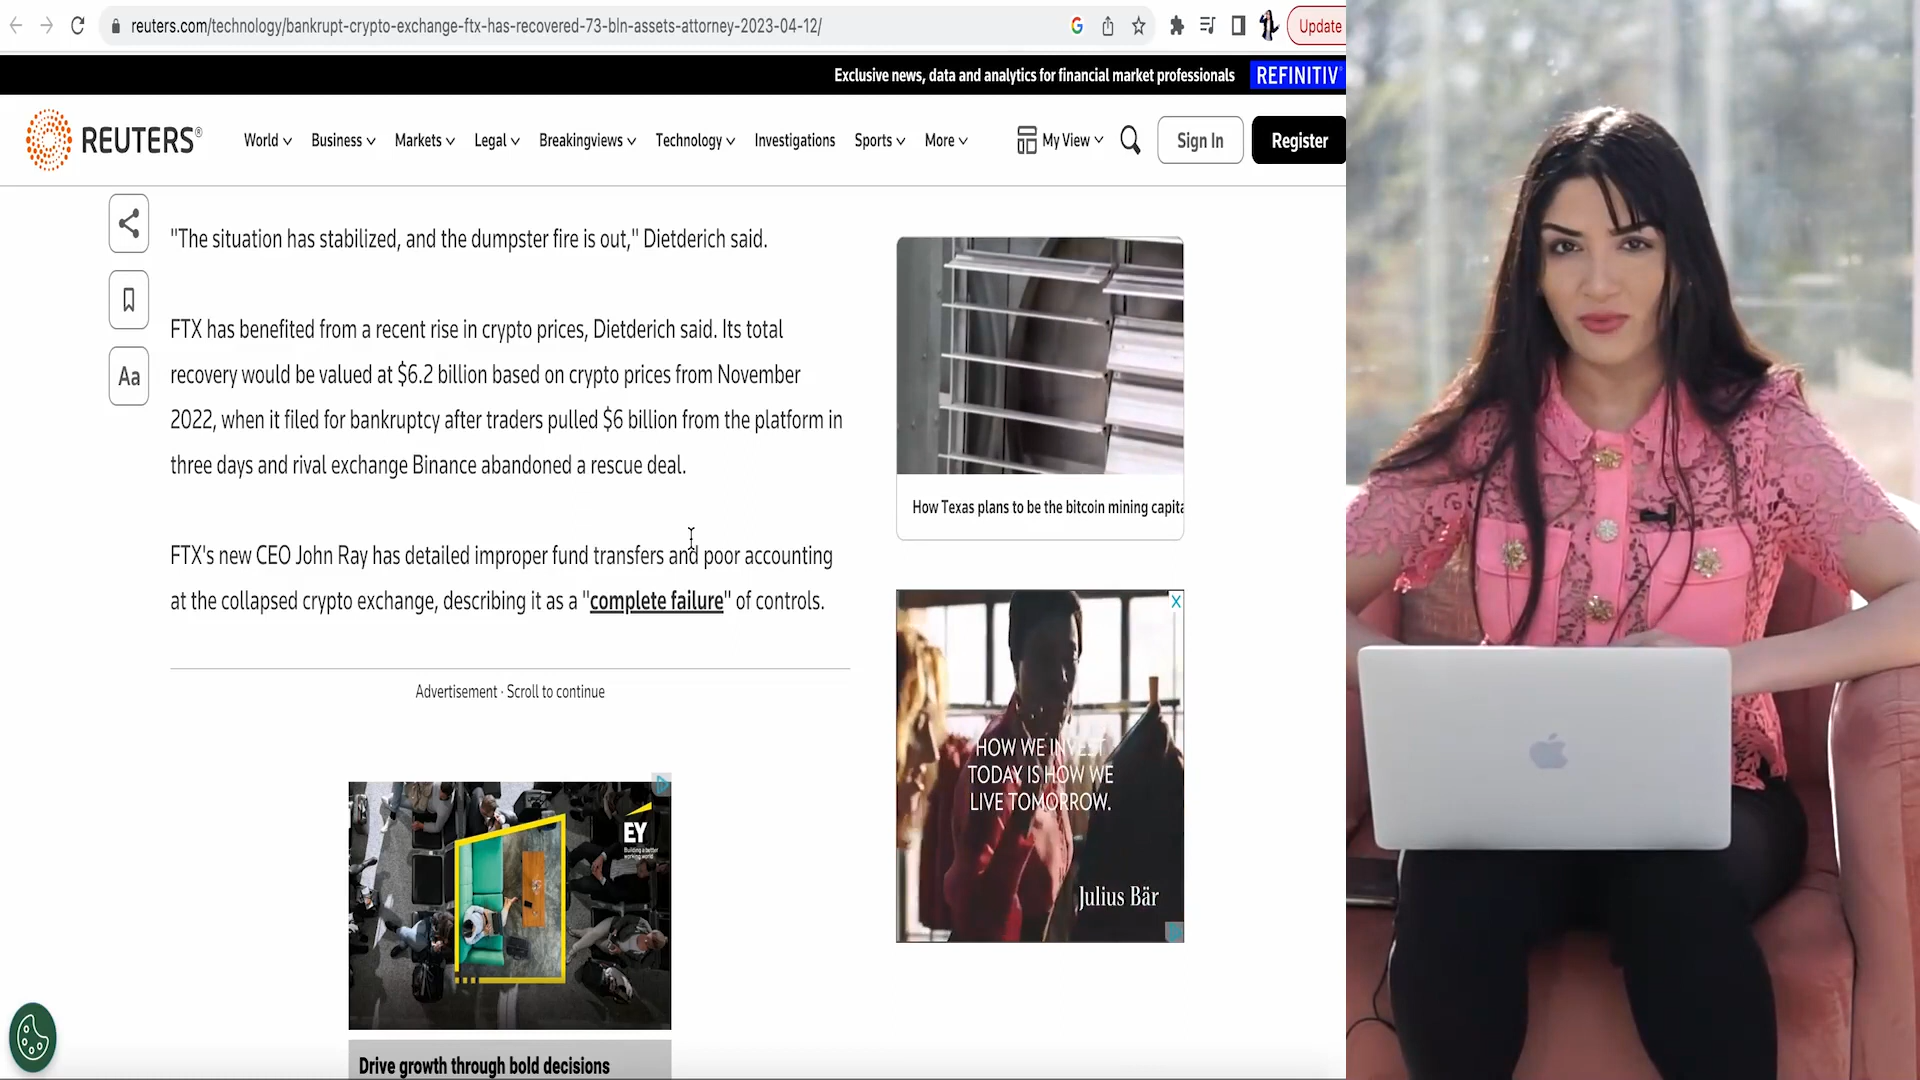 reuters.com/technology/bankrupt-crypto-exchange-ftx-has-recovered-73-bln-assets-attorney-2023-04-12/
Update
Exclusive news, data and analytics for financial market professionals
REFINITIV
REUTERS®
World Business Markets Legal Breakingviews Technology Investigations Sports More
My View
Sign In
Register
"The situation has stabilized, and the dumpster fire is out," Dietderich said.
FTX has benefited from a recent rise in crypto prices, Dietderich said. Its total
recovery would be valued at $6.2 billion based on crypto prices from November
2022, when it filed for bankruptcy after traders pulled $6 billion from the platform in
three days and rival exchange Binance abandoned a rescue deal.
FTX's new CEO John Ray has detailed improper fund transfers and poor accounting
at the collapsed crypto exchange, describing it as a "complete failure" of controls.
Aa
Advertisement · Scroll to continue
EY
Building a better
working world
Drive growth through bold decisions
How Texas plans to be the bitcoin mining capita
HOW WE INVEST
TODAY IS HOW WE
LIVE TOMORROW.
Julius Bär